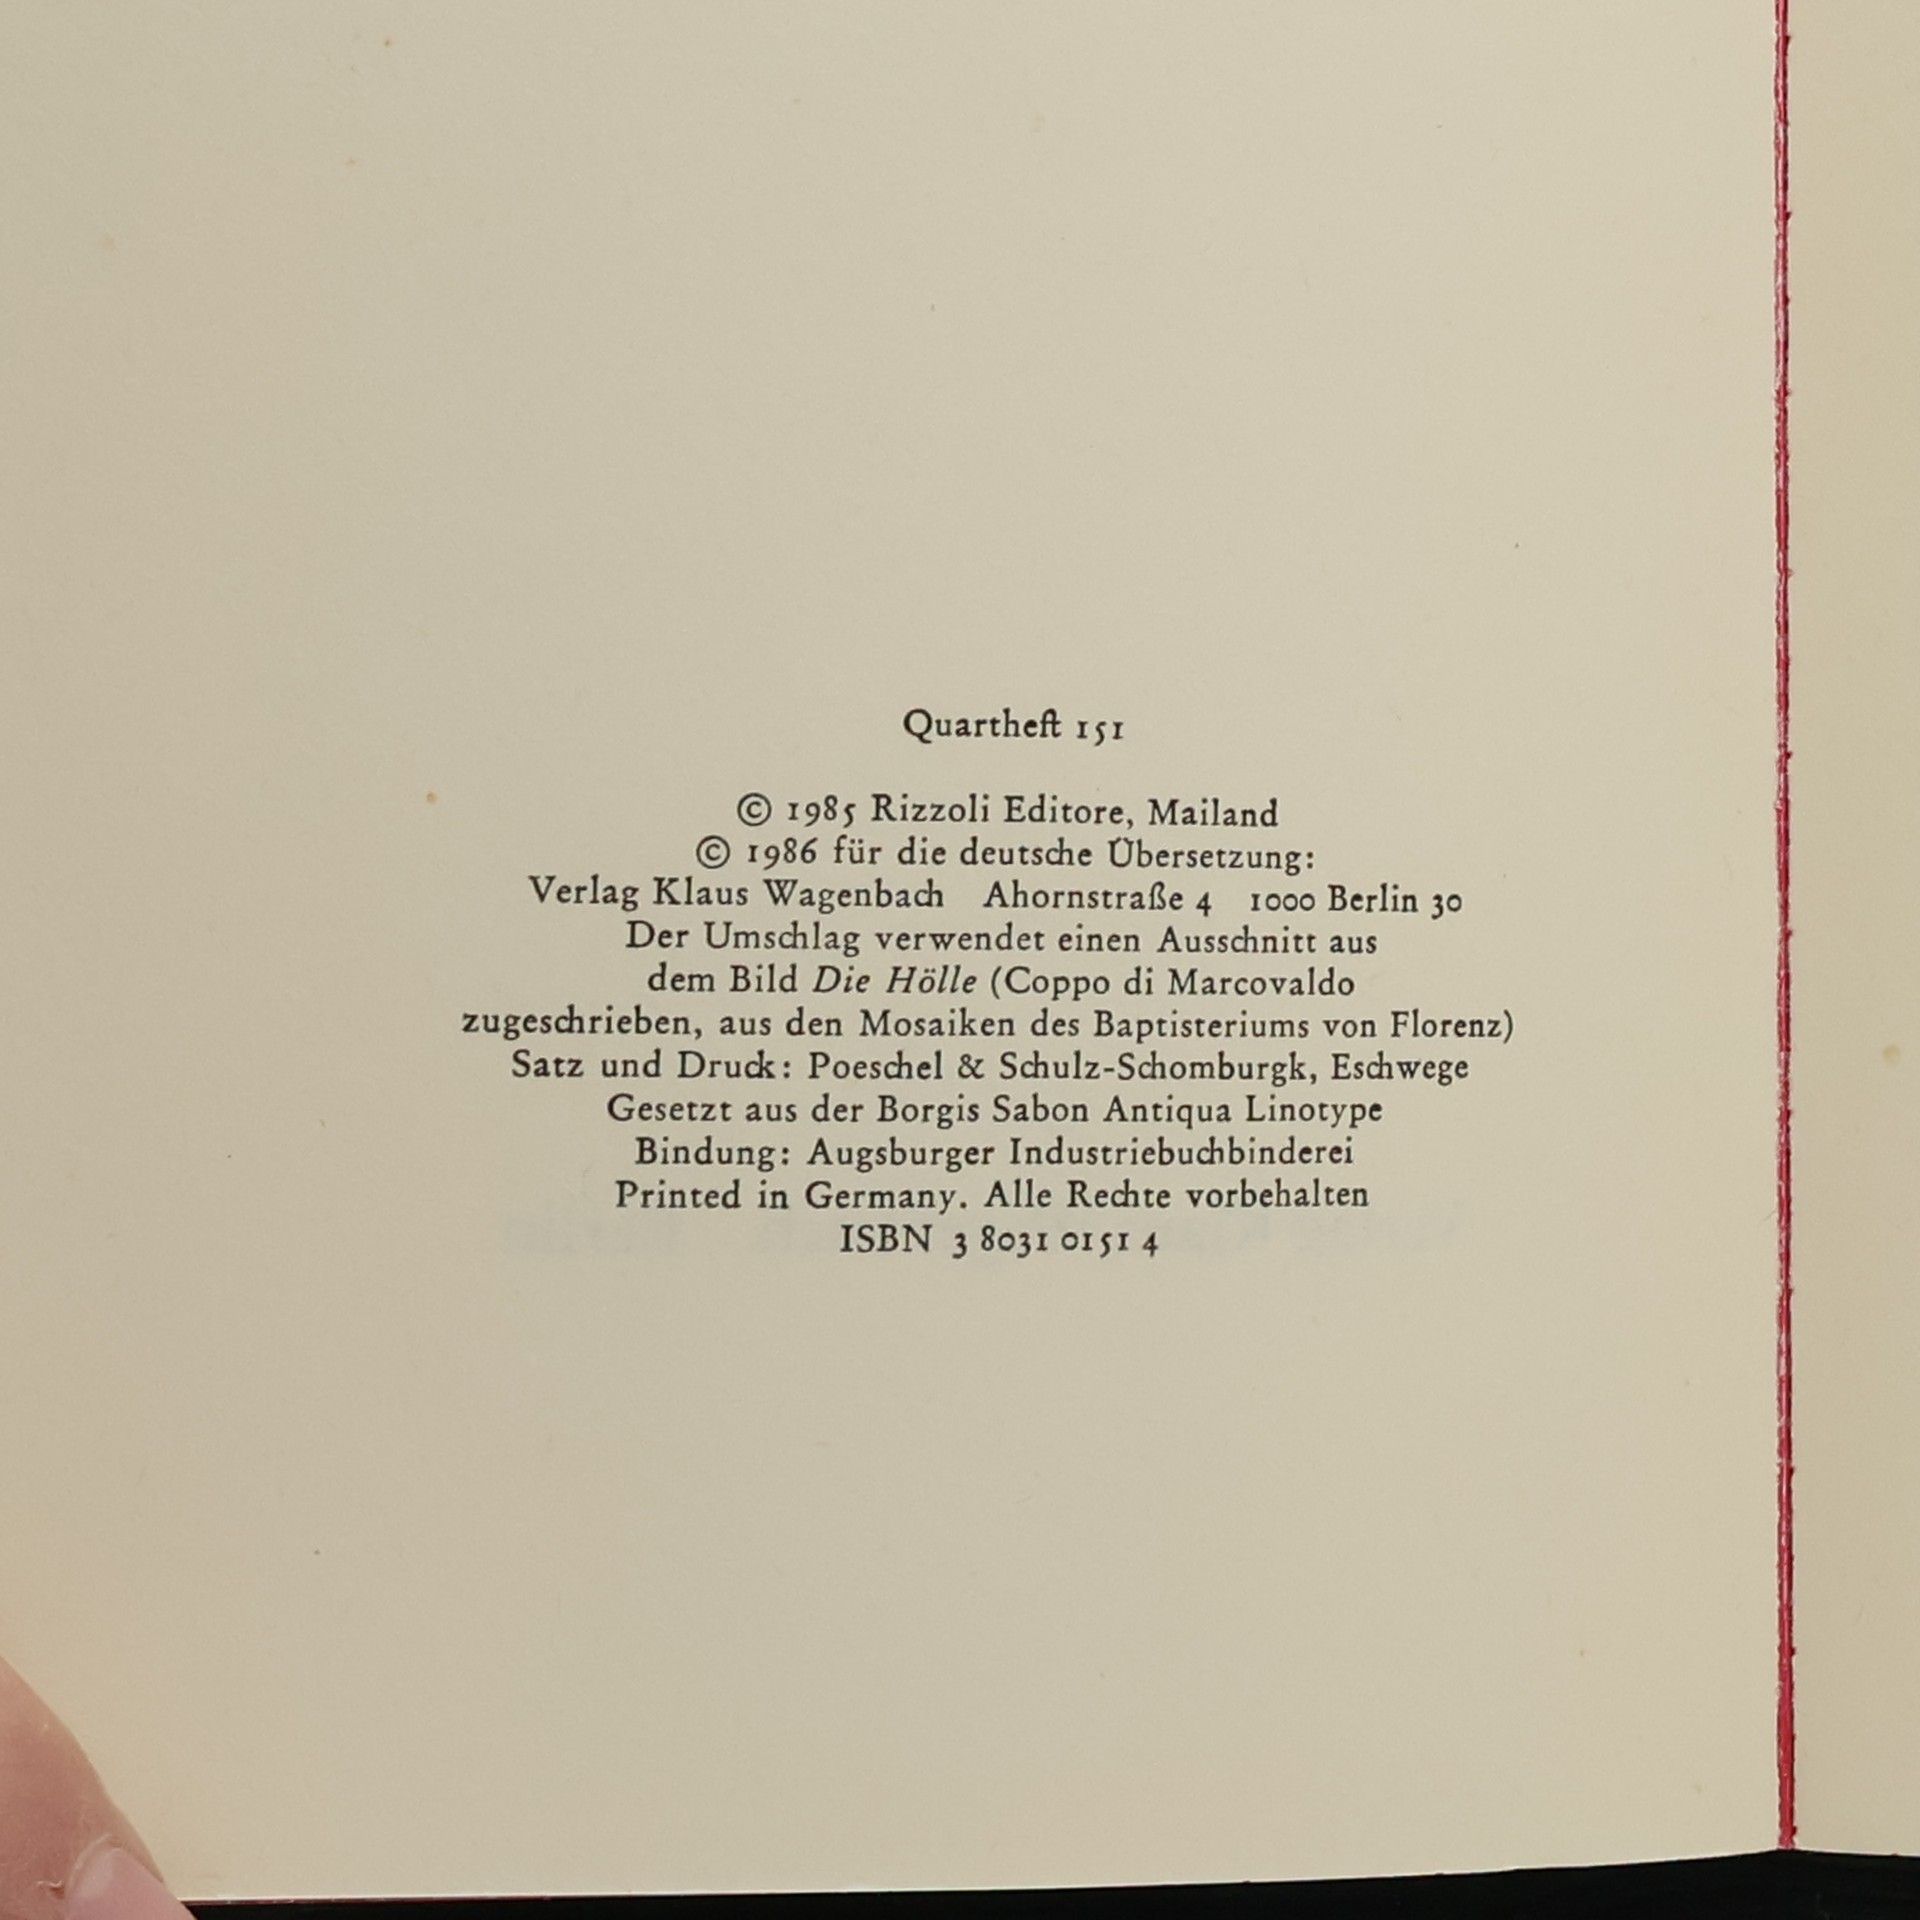 Quartheft 151
© 1985 Rizzoli Editore, Mailand
© 1986 für die deutsche Übersetzung:
Verlag Klaus Wagenbach Ahornstraße 4 1000 Berlin 30
Der Umschlag verwendet einen Ausschnitt aus
dem Bild Die Hölle (Coppo di Marcovaldo
zugeschrieben, aus den Mosaiken des Baptisteriums von Florenz)
Satz und Druck: Poeschel & Schulz-Schomburgk, Eschwege
Gesetzt aus der Borgis Sabon Antiqua Linotype
Bindung: Augsburger Industriebuchbinderei
Printed in Germany. Alle Rechte vorbehalten
ISBN 3 8031 0151 4